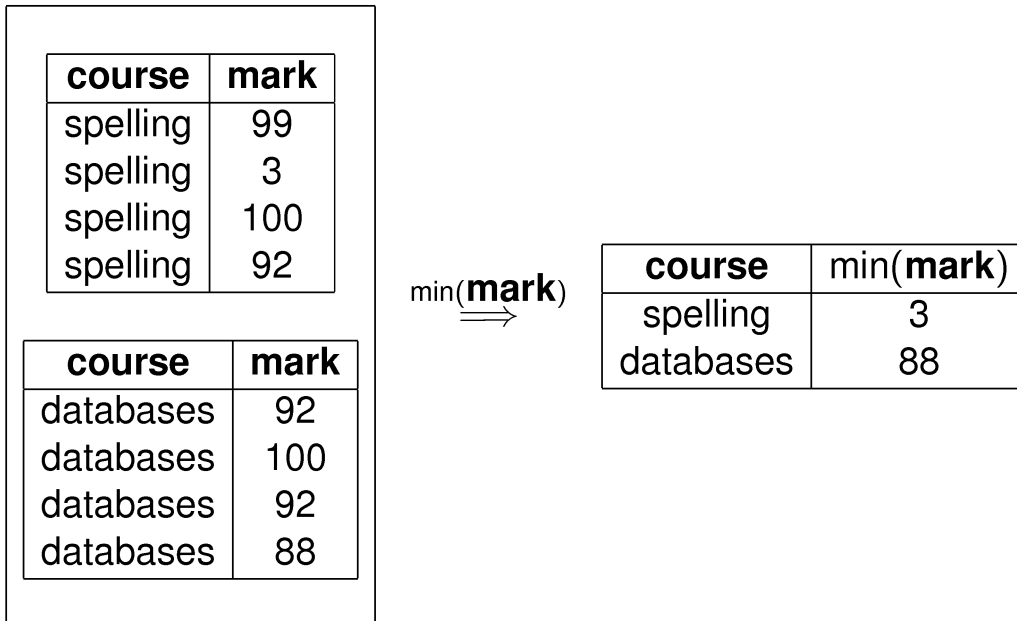 course mark
spelling 99
spelling 3
spelling 100
spelling 92
course mark
databases 92
databases 100
databases 92
databases 88
min(mark)
course min(mark)
spelling 3
databases 88